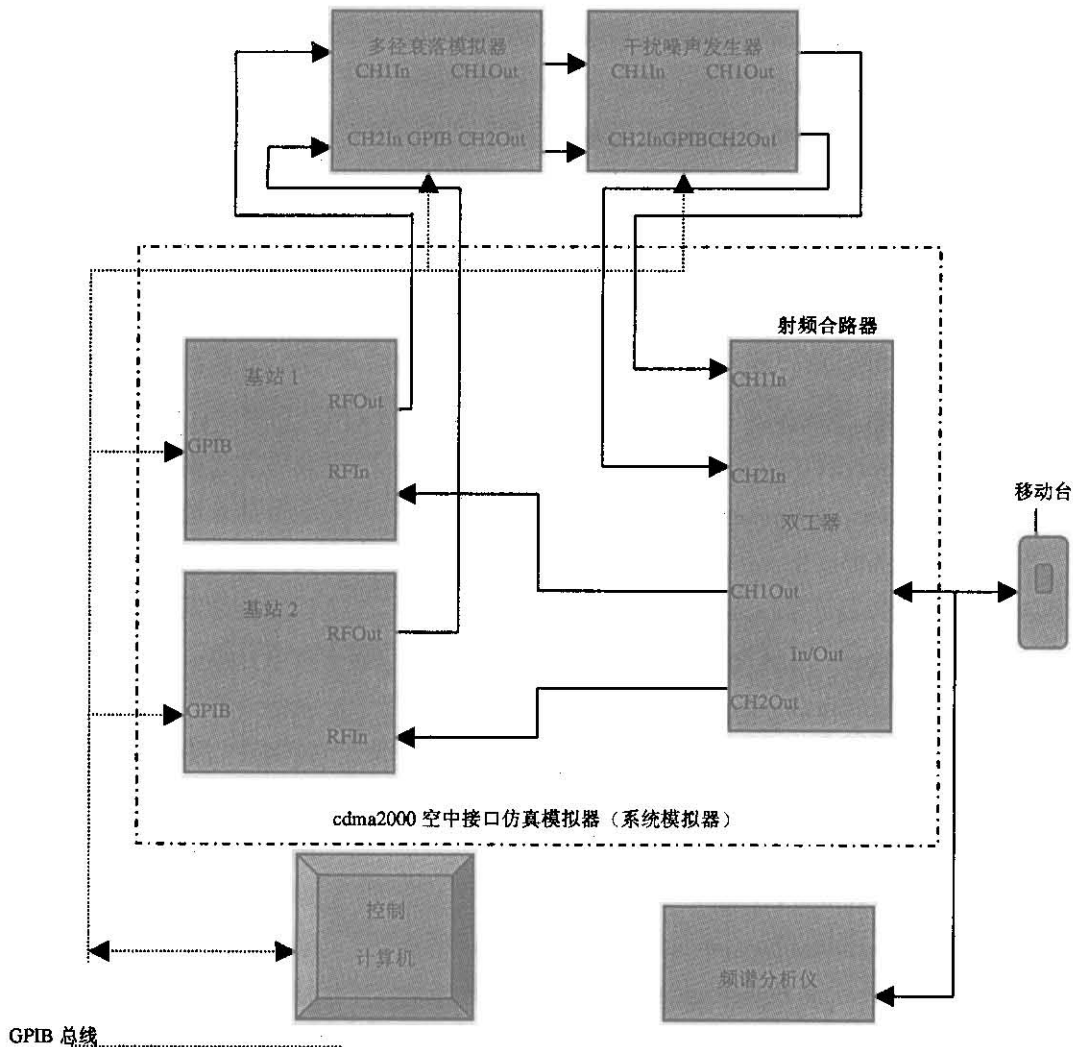 多径衰落模拟器
CH1In CH1Out
CH2In GPIB CH2Out
干扰噪声发生器
CH1In CH1Out
CH2In GPIB CH2Out
基站 1
RFOut
GPIB
RFIn
基站 2
RFOut
GPIB
RFIn
射频合路器
CH1In
CH2In
双工器
CH1Out
In/Out
CH2Out
移动台
cdma2000 空中接口仿真模拟器（系统模拟器）
控制
计算机
频谱分析仪
GPIB 总线